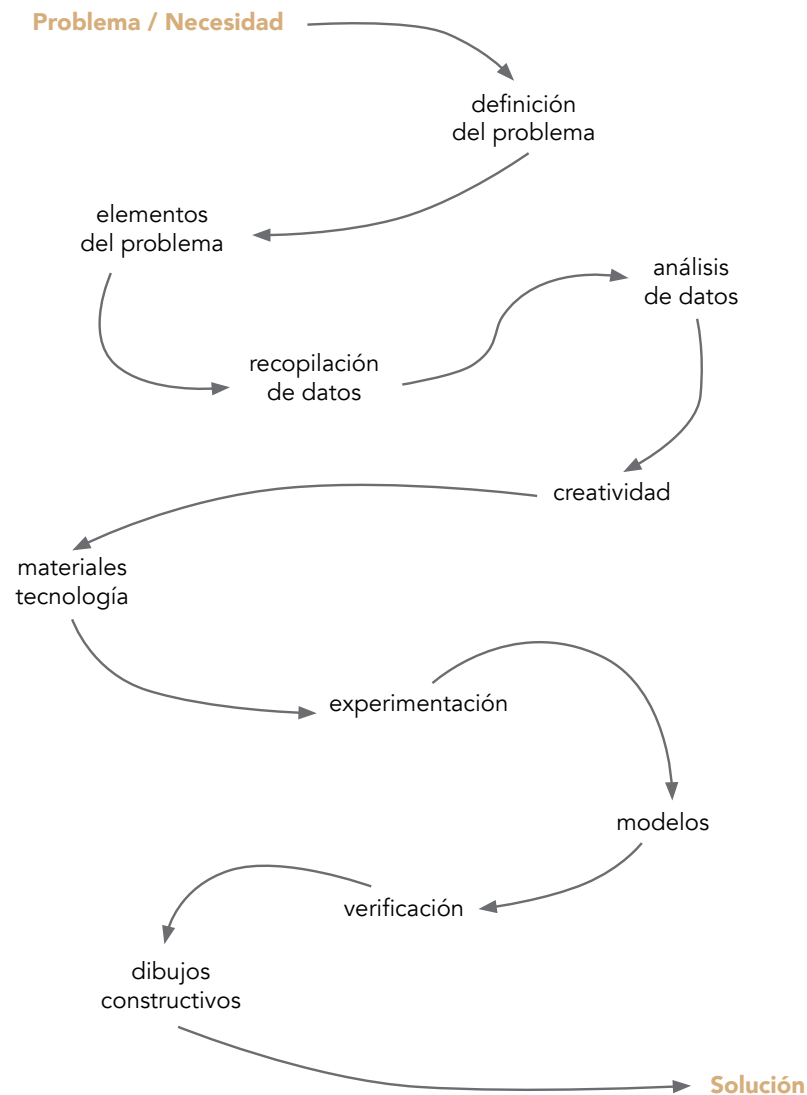 Problema / Necesidad
definición
del problema
elementos
del problema
análisis
de datos
recopilación
de datos
creatividad
materiales
tecnología
experimentación
modelos
verificación
dibujos
constructivos
Solución